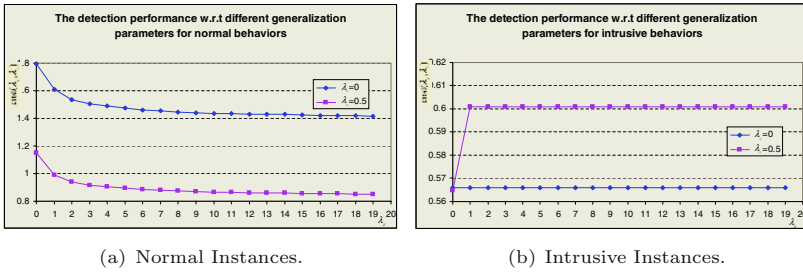 The detection performance w.r.t different generalization
parameters for normal behaviors
.8
1.6
1.4
1.2
1
0.8
0 1 2 3 4 5 6 7 8 9 10 11 12 13 14 15 16 17 18 19 20
λ =0
λ =0.5
(a) Normal Instances.
The detection performance w.r.t different generalization
parameters for intrusive behaviors
0.62
0.6
0.59
0.58
0.57
0.56
0 1 2 3 4 5 6 7 8 9 10 11 12 13 14 15 16 17 18 19 20
λ =0
λ =0.5
(b) Intrusive Instances.